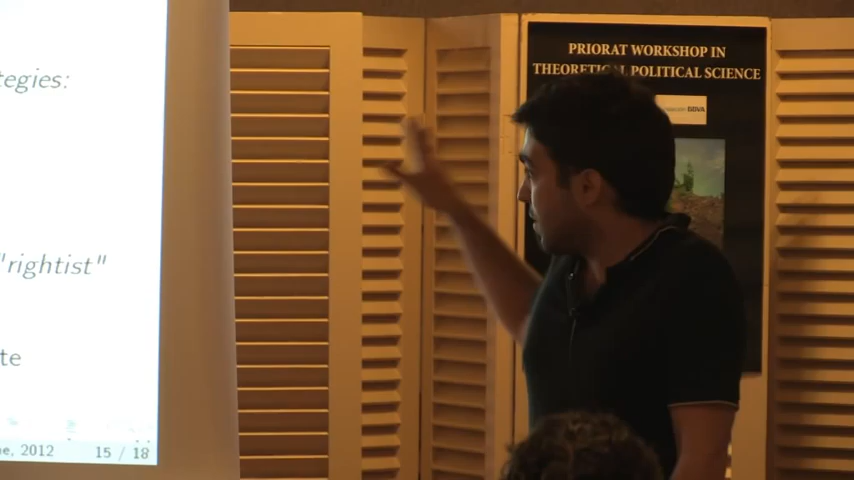 tegies:
"rightist"
te
ne, 2012 15 / 18
PRIORAT WORKSHOP IN
THEORETICAL POLITICAL SCIENCE
BBVA